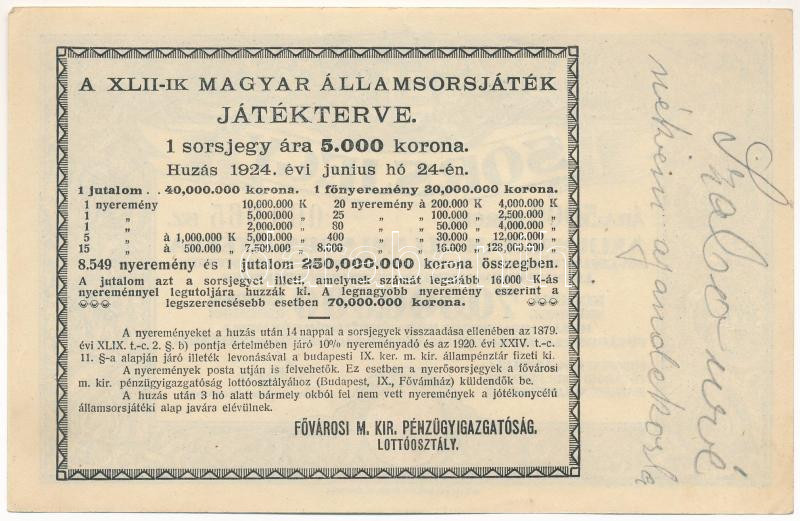 A XLII-IK MAGYAR ÁLLAMSORSJÁTÉK
JÁTÉKTERVE.
1 sorsjegy ára 5.000 korona.
Huzás 1924. évi junius hó 24-én.
1 jutalom . . 40,000.000 korona. 1 főnyeremény 30,000.000 korona.
1 nyeremény 10,000.000 K 20 nyeremény à 200.000 K 4,000.000 K
1 „ 5,000.000 „ 25 „ 100.000 „ 2,500.000 „
1 „ 2,000.000 „ 80 „ 50.000 „ 4,000.000 „
5 „ à 1,000.000 K 5,000.000 „ 400 „ 30.000 „ 12,000.000 „
15 „ à 500.000 „ 7,500.000 „ 8.000 „ 16.000 „ 128,000.000 „
8.549 nyeremény és 1 jutalom 250,000.000 korona összegben.
A jutalom azt a sorsjegyet illeti, amelynek számát legalább 16.000 K-ás
nyereménnyel legutoljára huzzák ki. A legnagyobb nyeremény eszerint a
legszerencsésebb esetben 70,000.000 korona.
A nyereményeket a huzás után 14 nappal a sorsjegyek visszaadása ellenében az 1879.
évi XLIX. t.-c. 2. §. b) pontja értelmében járó 10% nyereményadó és az 1920. évi XXIV. t.-c.
11. §-a alapján járó illeték levonásával a budapesti IX. ker. m. kir. állampénztár fizeti ki.
A nyeremények posta utján is felvehetők. Ez esetben a nyerősorsjegyek a fővárosi
m. kir. pénzügyigazgatóság lottóosztályához (Budapest, IX., Fővámház) küldendők be.
A huzás után 3 hó alatt bármely okból fel nem vett nyeremények a jótékonycélú
államsorsjátéki alap javára elévülnek.
FŐVÁROSI M. KIR. PÉNZÜGYIGAZGATÓSÁG.
LOTTÓOSZTÁLY.